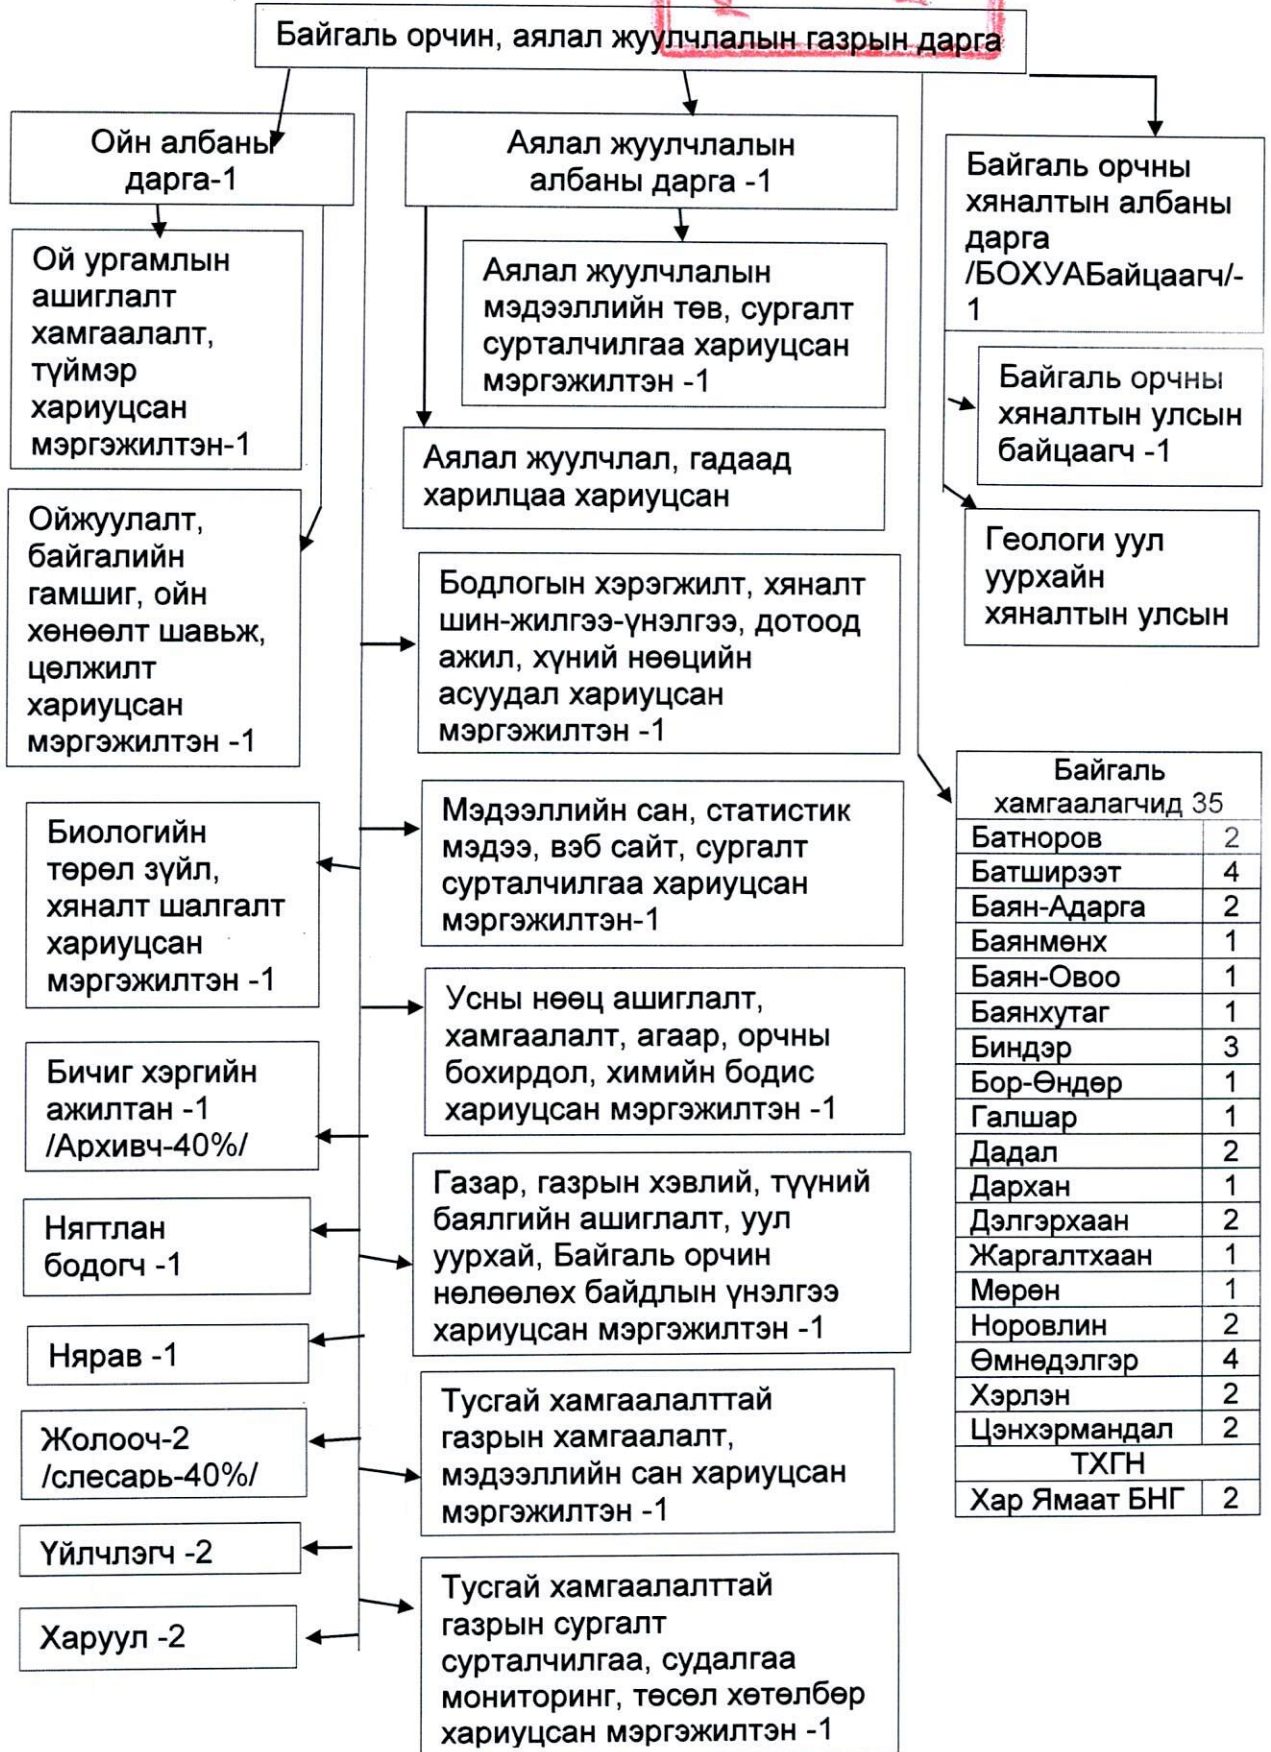 Байгаль орчин, аялал жуулчлалын газрын дарга
Ойн албаны
дарга-1
Ой ургамлын
ашиглалт
хамгаалалт,
түймэр
хариуцсан
мэргэжилтэн-1
Ойжуулалт,
байгалийн
гамшиг, ойн
хөнөөлт шавьж,
цөлжилт
хариуцсан
мэргэжилтэн -1
Аялал жуулчлалын
албаны дарга -1
Аялал жуулчлалын
мэдээллийн төв, сургалт
сурталчилгаа хариуцсан
мэргэжилтэн -1
Аялал жуулчлал, гадаад
харилцаа хариуцсан
Байгаль орчны
хяналтын албаны
дарга
/БОХУАБайцаагч/-
1
Байгаль орчны
хяналтын улсын
байцаагч -1
Геологи уул
уурхайн
хяналтын улсын
Бодлогын хэрэгжилт, хяналт
шин-жилгээ-үнэлгээ, дотоод
ажил, хүний нөөцийн
асуудал хариуцсан
мэргэжилтэн -1
Мэдээллийн сан, статистик
мэдээ, вэб сайт, сургалт
сурталчилгаа хариуцсан
мэргэжилтэн-1
Усны нөөц ашиглалт,
хамгаалалт, агаар, орчны
бохирдол, химийн бодис
хариуцсан мэргэжилтэн -1
Газар, газрын хэвлий, түүний
баялгийн ашиглалт, уул
уурхай, Байгаль орчин
нөлөөлөх байдлын үнэлгээ
хариуцсан мэргэжилтэн -1
Тусгай хамгаалалттай
газрын хамгаалалт,
мэдээллийн сан хариуцсан
мэргэжилтэн -1
Тусгай хамгаалалттай
газрын сургалт
сурталчилгаа, судалгаа
мониторинг, төсөл хөтөлбөр
хариуцсан мэргэжилтэн -1
Биологийн
төрөл зүйл,
хяналт шалгалт
хариуцсан
мэргэжилтэн -1
Бичиг хэргийн
ажилтан -1
/Архивч-40%/
Нягтлан
бодогч -1
Нярав -1
Жолооч-2
/слесарь-40%/
Үйлчлэгч -2
Харуул -2
Байгаль
хамгаалагчид 35
Батноров 2
Батширээт 4
Баян-Адарга 2
Баянмөнх 1
Баян-Овоо 1
Баянхутаг 1
Биндэр 3
Бор-Өндөр 1
Галшар 1
Дадал 2
Дархан 1
Дэлгэрхаан 2
Жаргалтхаан 1
Мөрөн 1
Норовлин 2
Өмнөдэлгэр 4
Хэрлэн 2
Цэнхэрмандал 2
ТХГН
Хар Ямаат БНГ 2